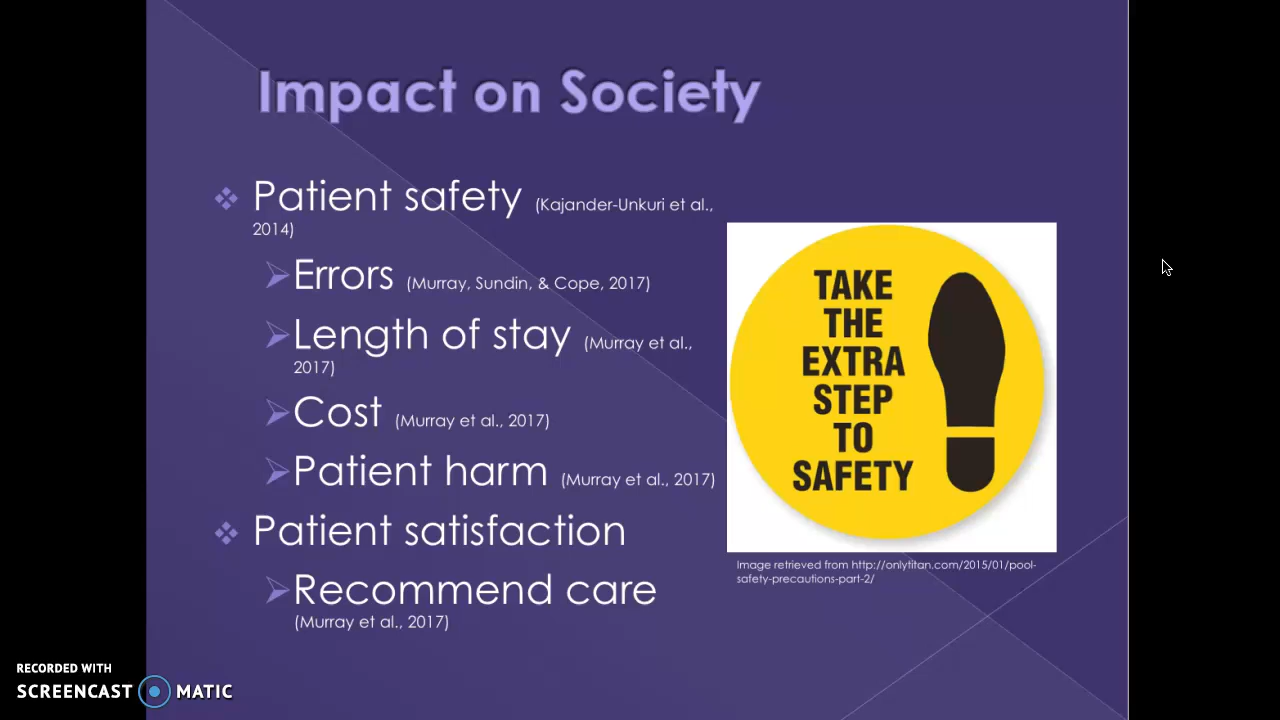 Impact on Society
❖ Patient safety (Kajander-Unkuri et al.,
2014)
➢Errors (Murray, Sundin, & Cope, 2017)
➢Length of stay (Murray et al.,
2017)
➢Cost (Murray et al., 2017)
➢Patient harm (Murray et al., 2017)
❖ Patient satisfaction
➢Recommend care
(Murray et al., 2017)
TAKE
THE
EXTRA
STEP
TO
SAFETY
Image retrieved from http://onlytitan.com/2015/01/pool-
safety-precautions-part-2/
RECORDED WITH
SCREENCAST MATIC